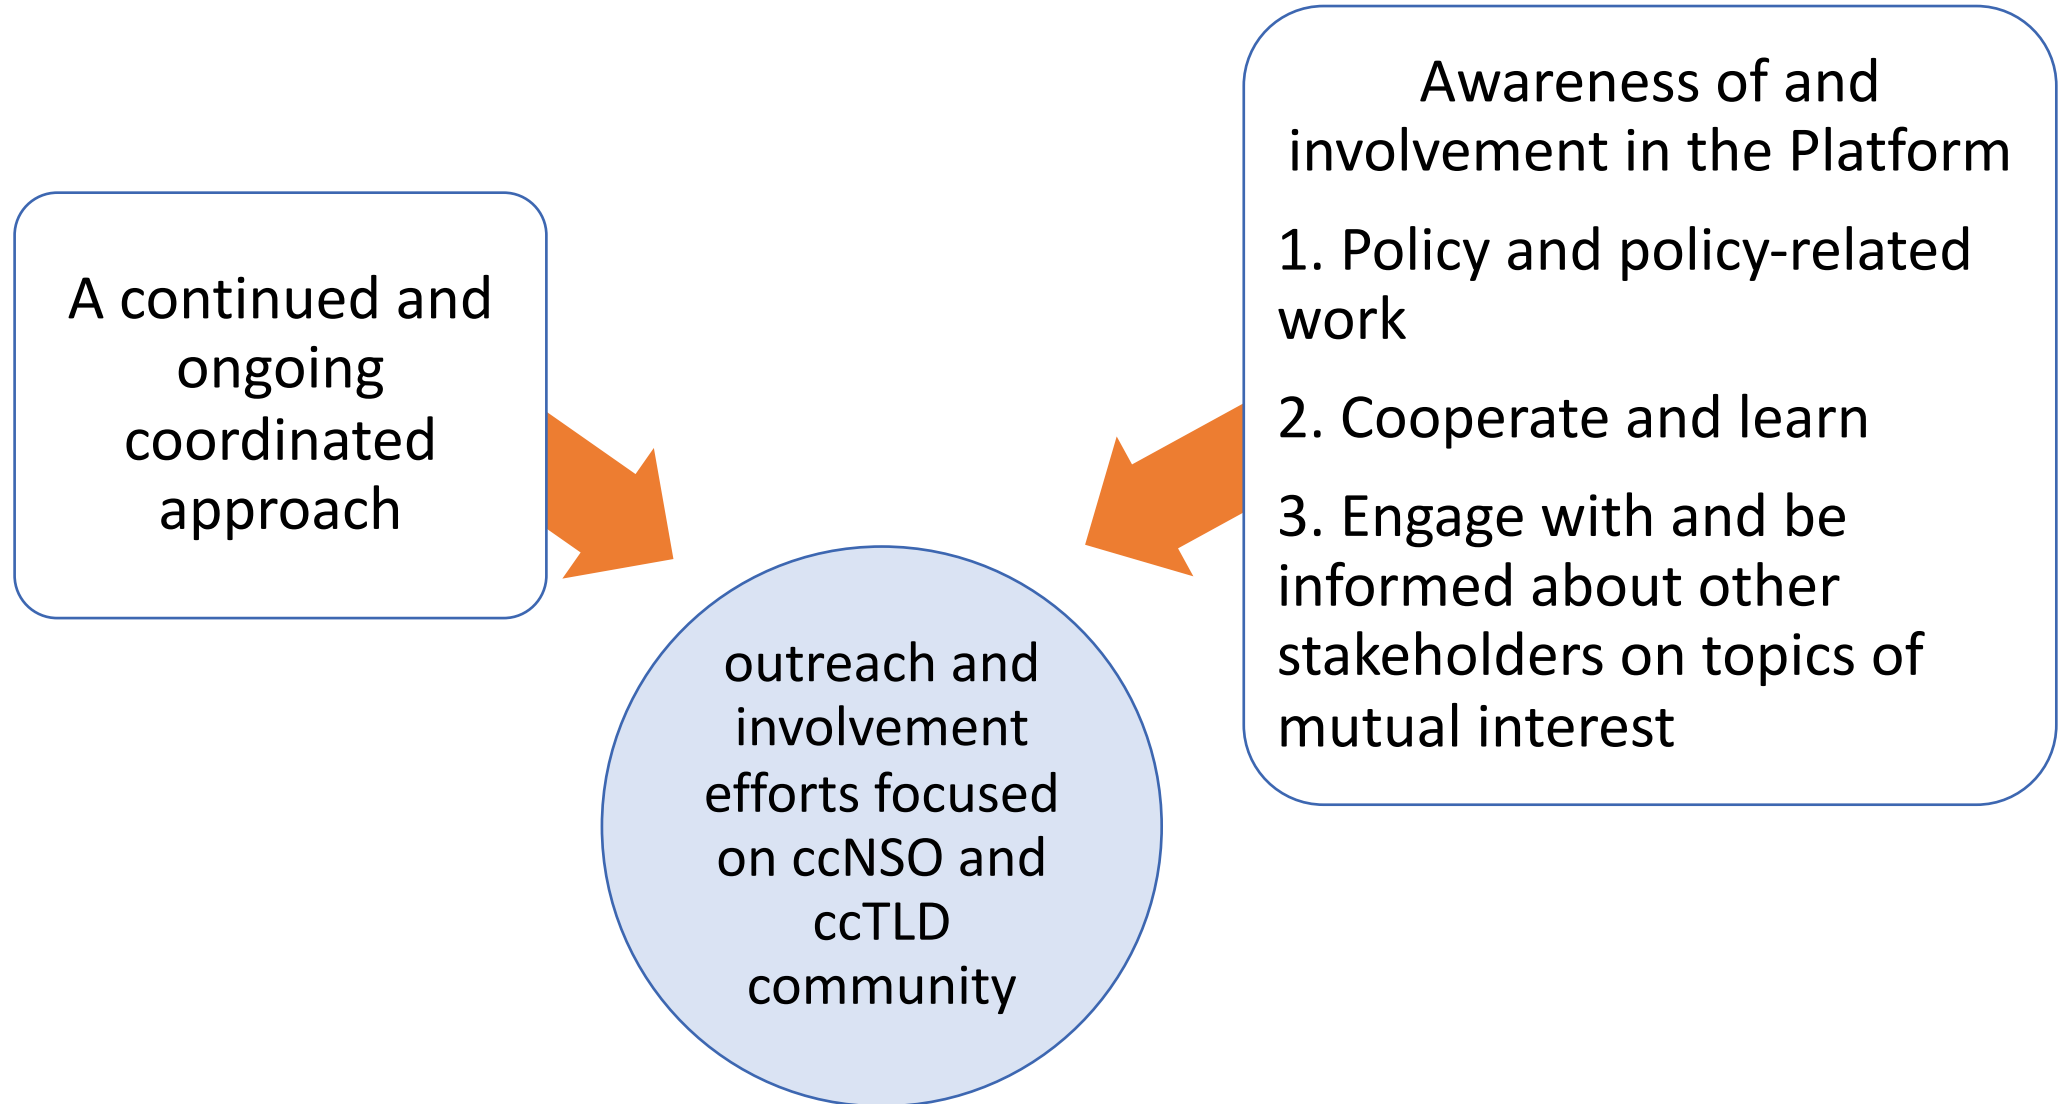 A continued and
ongoing
coordinated
approach
Awareness of and
involvement in the Platform
1. Policy and policy-related
work
2. Cooperate and learn
3. Engage with and be
informed about other
stakeholders on topics of
mutual interest
outreach and
involvement
efforts focused
on ccNSO and
ccTLD
community